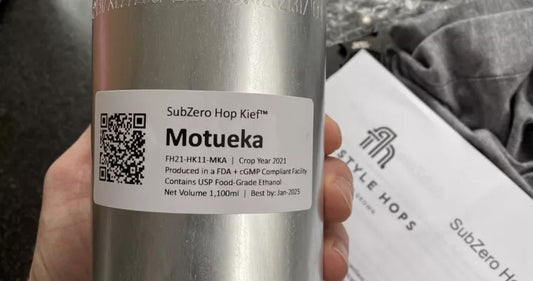 SubZero Hop Kief™
Motueka
FH21-HK11-MKA | Crop Year 2021
Produced in a FDA + cGMP Compliant Facility
Contains USP Food-Grade Ethanol
Net Volume 1,100ml | Best by: Jan-2025
STYLE HOPS
SubZero Ho